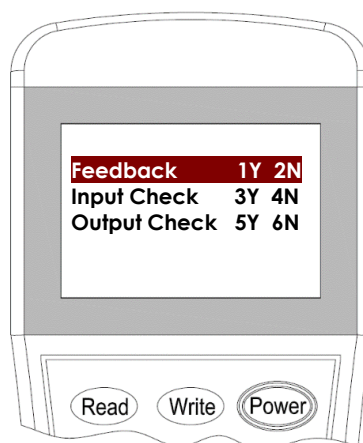 Feedback 1Y 2N
Input Check 3Y 4N
Output Check 5Y 6N
Read Write Power